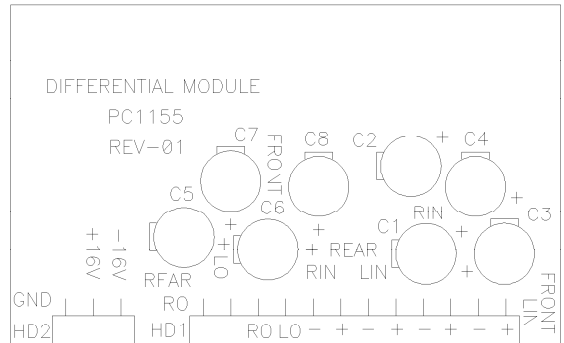 DIFFERENTIAL MODULE
PC1155
REV-01
C7
FRONT
C8
C2
+
C4
C5
+
C6
+
+
RIN
C3
+16V
-16V
+
LO
+
RIN
REAR
C1
LIN
+
+
RFAR
RO
GND
FRONT
LIN
HD2
HD1
RO LO - + - + - + - +